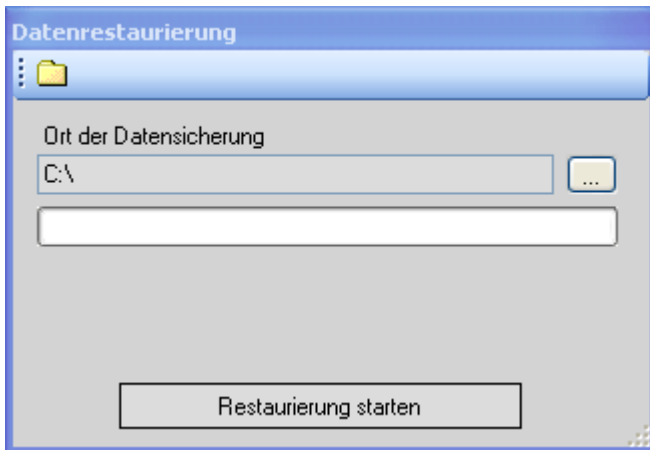 Datenrestaurierung
Ort der Datensicherung
C:\
...
Restaurierung starten